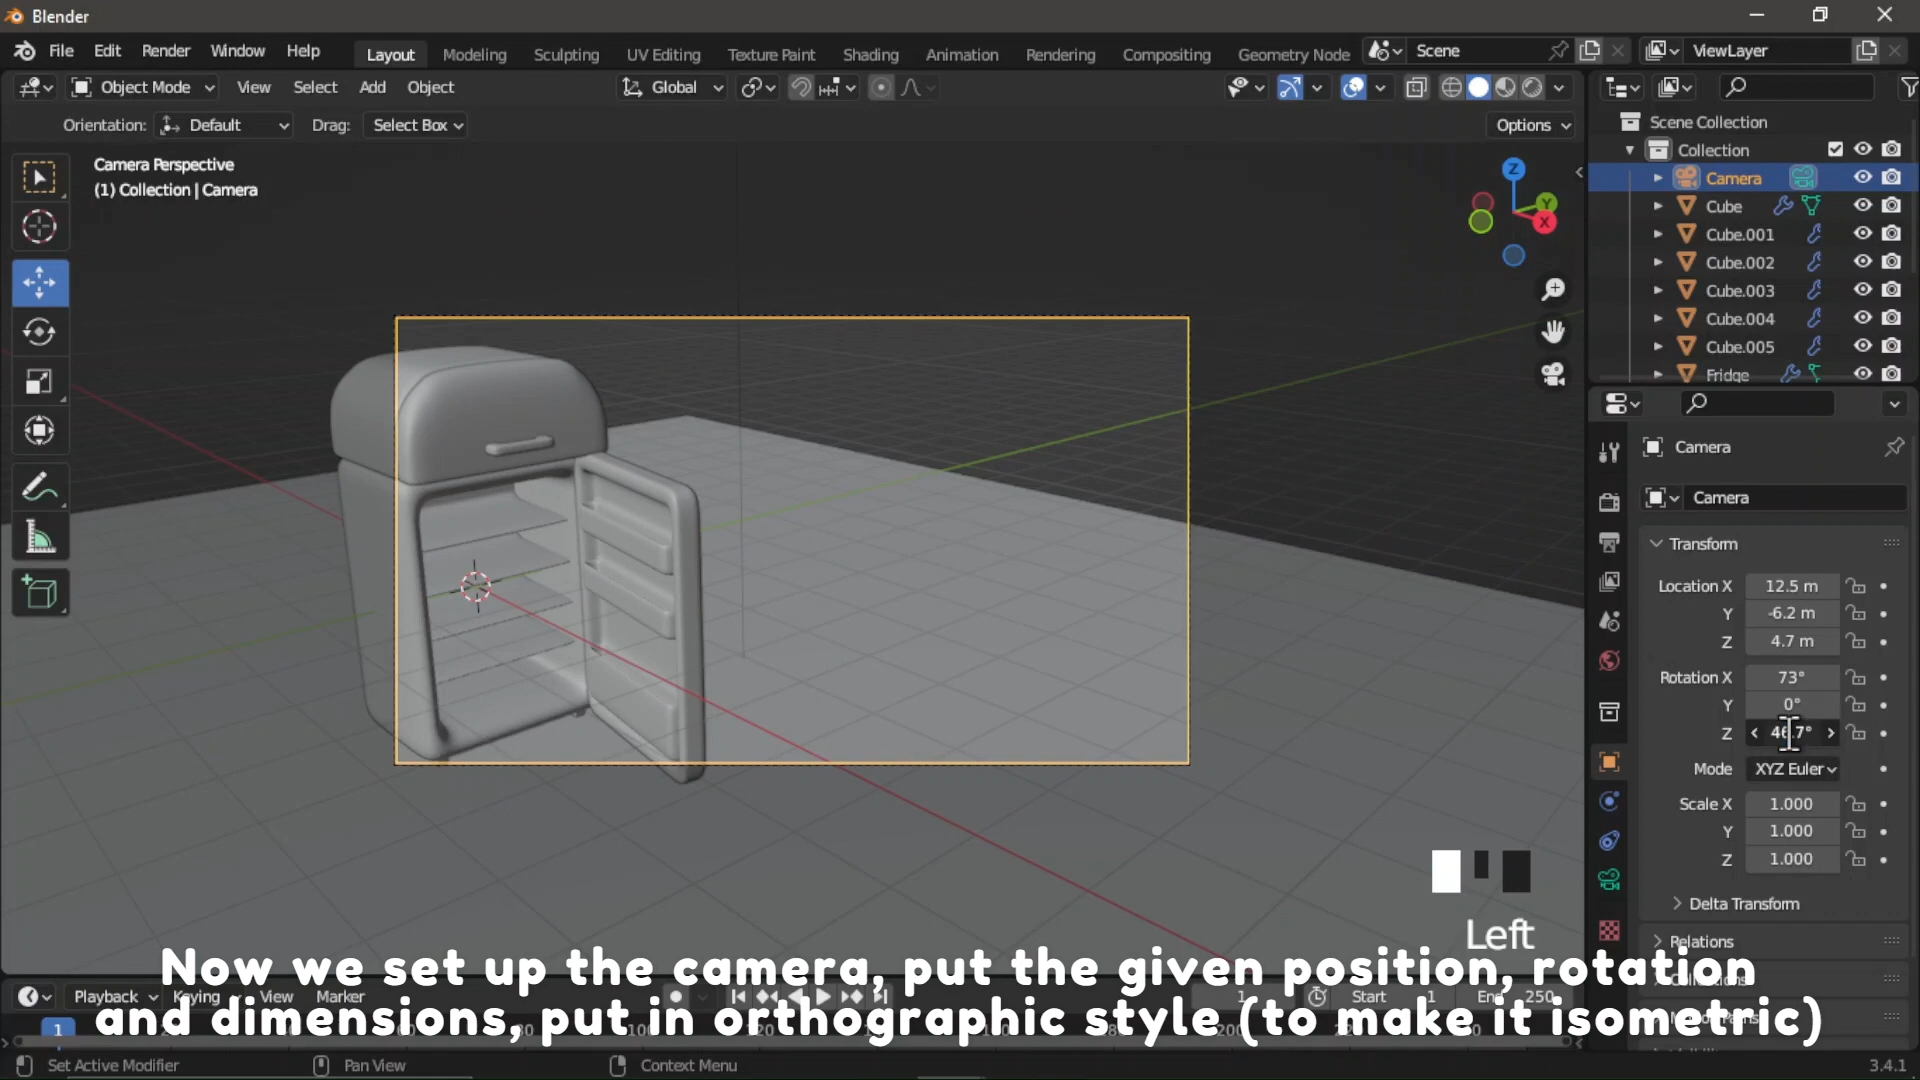 Blender
File Edit Render Window Help Layout Modeling Sculpting UV Editing Texture Paint Shading Animation Rendering Compositing Geometry Node Scene ViewLayer
Object Mode View Select Add Object Global
Orientation: Default Drag: Select Box Options
Camera Perspective
(1) Collection | Camera
Z
Y
X
Scene Collection
Collection
Camera
Cube
Cube.001
Cube.002
Cube.003
Cube.004
Cube.005
Fridge
Camera
Camera
Transform
Location X 12.5 m
Y -6.2 m
Z 4.7 m
Rotation X 73°
Y 0°
Z 46.7°
Mode XYZ Euler
Scale X 1.000
Y 1.000
Z 1.000
Delta Transform
Relations
Left
Now we set up the camera, put the given position, rotation
and dimensions, put in orthographic style (to make it isometric)
Playback Keying View Marker 1 Start 1 End 250
1
Set Active Modifier Pan View Context Menu 3.4.1